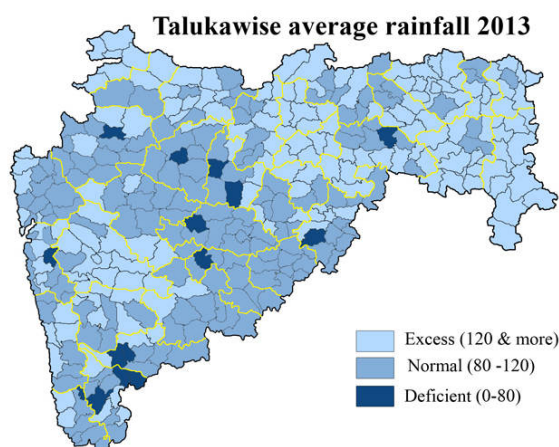 Talukawise average rainfall 2013
Excess (120 & more)
Normal (80 -120)
Deficient (0-80)